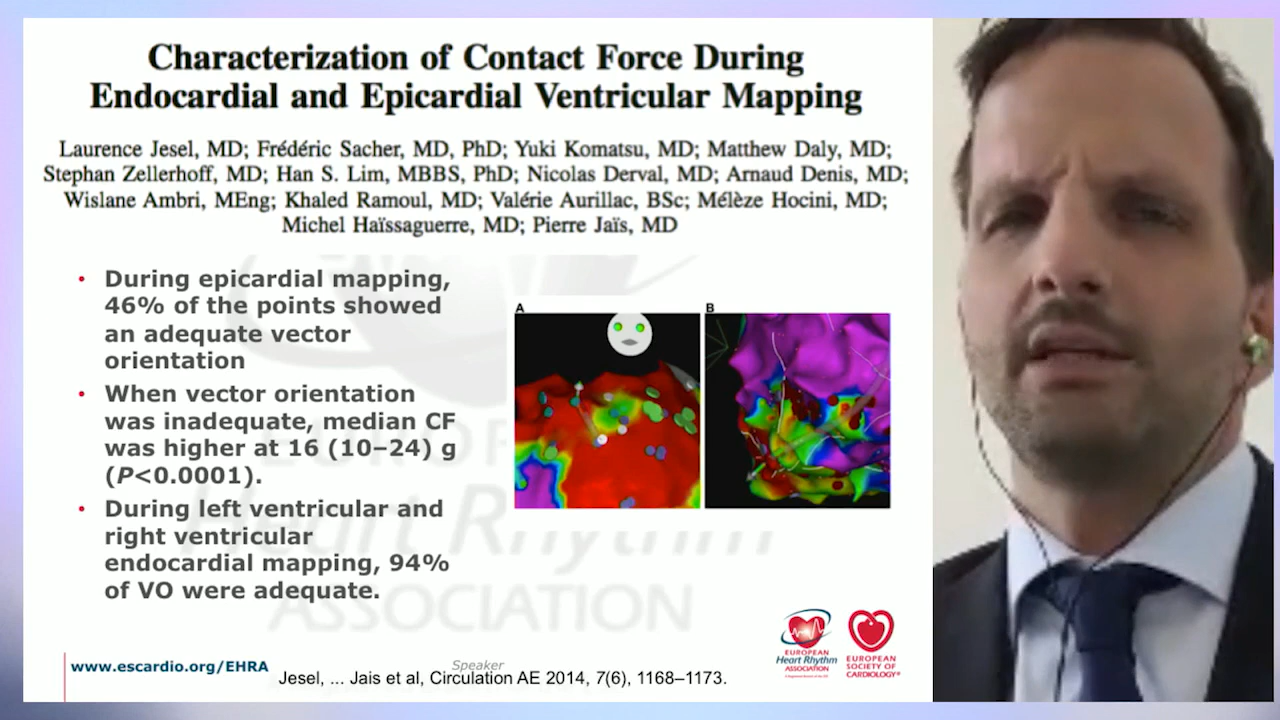 Characterization of Contact Force During
Endocardial and Epicardial Ventricular Mapping
Laurence Jesel, MD; Frédéric Sacher, MD, PhD; Yuki Komatsu, MD; Matthew Daly, MD;
Stephan Zellerhoff, MD; Han S. Lim, MBBS, PhD; Nicolas Derval, MD; Arnaud Denis, MD;
Wislane Ambri, MEng; Khaled Ramoul, MD; Valérie Aurillac, BSc; Mélèze Hocini, MD;
Michel Haïssaguerre, MD; Pierre Jaïs, MD
• During epicardial mapping,
46% of the points showed
an adequate vector
orientation
• When vector orientation
was inadequate, median CF
was higher at 16 (10–24) g
(P<0.0001).
• During left ventricular and
right ventricular
endocardial mapping, 94%
of VO were adequate.
A
B
Heart Rhythm
ASSOCIATION
www.escardio.org/EHRA
Speaker
Jesel, ... Jais et al, Circulation AE 2014, 7(6), 1168–1173.
EUROPEAN
Heart Rhythm
ASSOCIATION
EUROPEAN
SOCIETY OF
CARDIOLOGY®